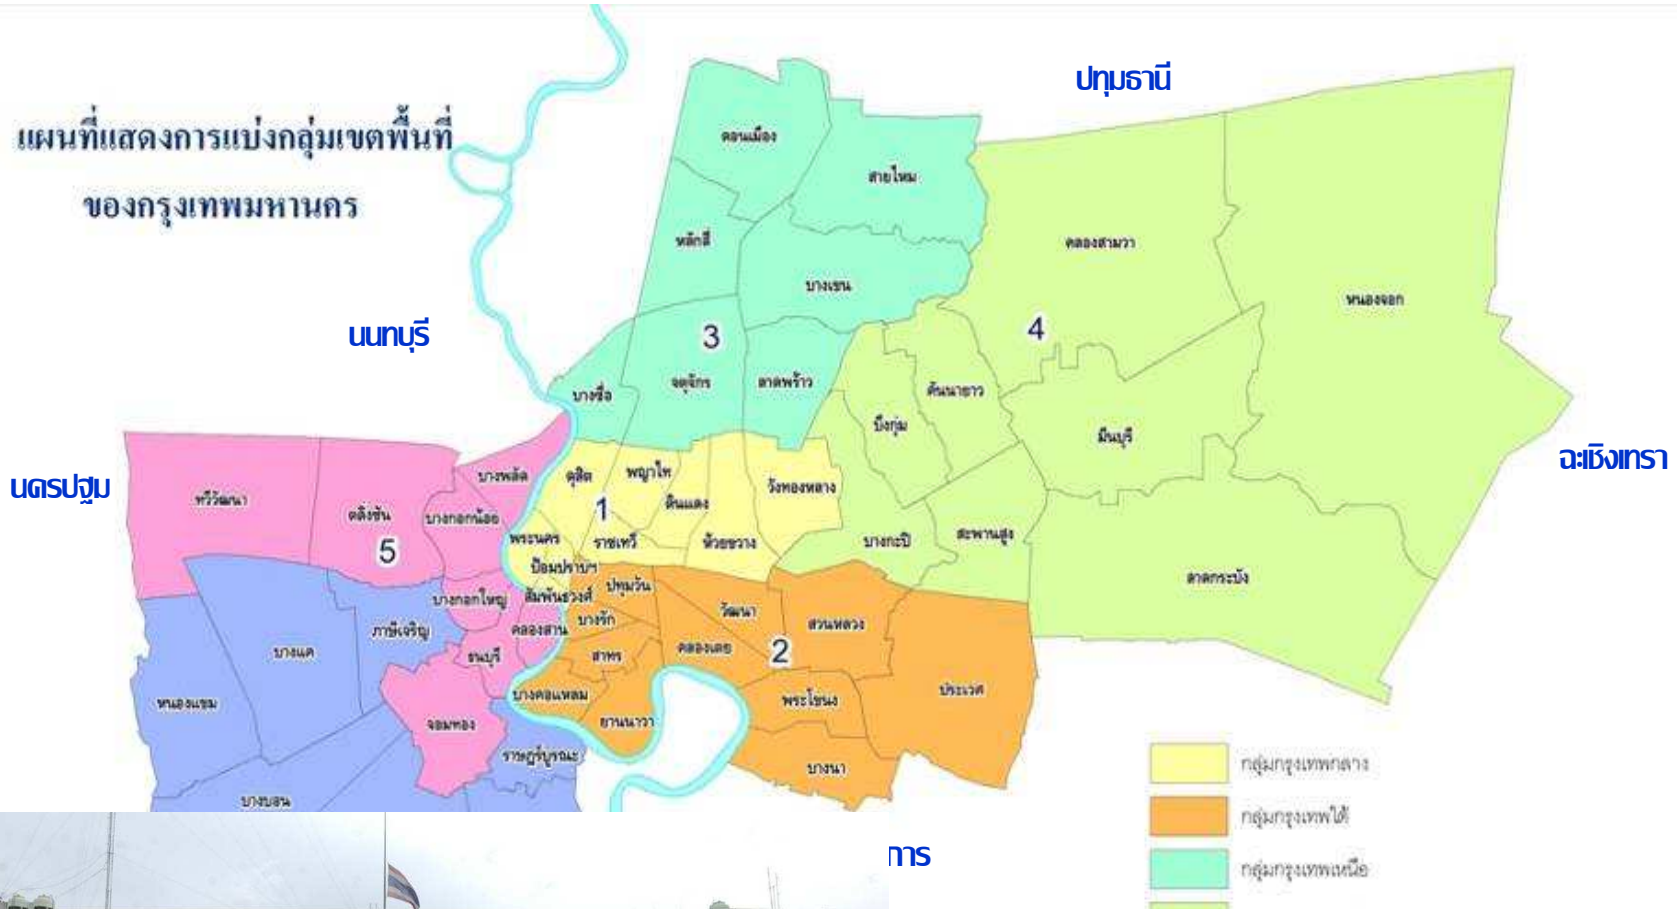 แผนที่แสดงการแบ่งกลุ่มเขตพื้นที่
ของกรุงเทพมหานคร
ปทุมธานี
นนทบุรี
นครปฐม
ฉะเชิงเทรา
ดอนเมือง
สายไหม
หลักสี่
คลองสามวา
บางเขน
หนองจอก
3
4
จตุจักร
ลาดพร้าว
บางซื่อ
คันนายาว
บึงกุ่ม
มีนบุรี
บางพลัด
ดุสิต
พญาไท
วังทองหลาง
ทวีวัฒนา
ตลิ่งชัน
บางกอกน้อย
1
ดินแดง
5
พระนคร
ราชเทวี
ห้วยขวาง
บางกะปิ
สะพานสูง
ป้อมปราบฯ
ลาดกระบัง
บางกอกใหญ่
สัมพันธวงศ์
ปทุมวัน
วัฒนา
ภาษีเจริญ
คลองสาน
บางรัก
สวนหลวง
บางแค
ธนบุรี
สาทร
คลองเตย
2
หนองแขม
บางคอแหลม
พระโขนง
ประเวศ
จอมทอง
ยานนาวา
ราษฎร์บูรณะ
บางนา
บางบอน
การ
กลุ่มกรุงเทพกลาง
กลุ่มกรุงเทพใต้
กลุ่มกรุงเทพเหนือ